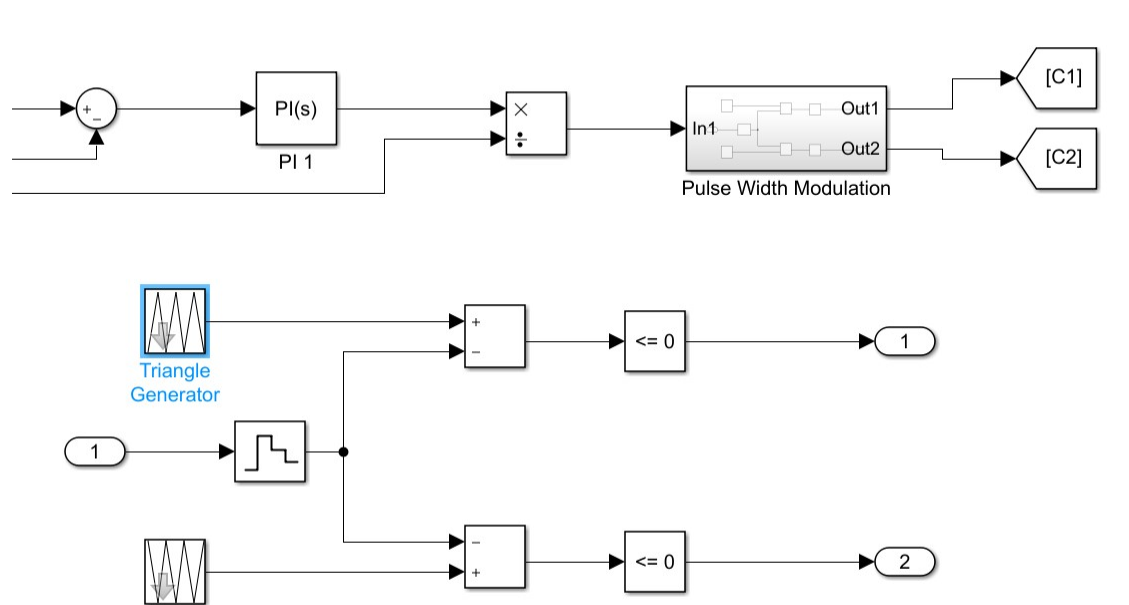 +
−
PI(s)
PI 1
×
÷
In1
Out1
Out2
Pulse Width Modulation
[C1]
[C2]
Triangle
Generator
+
−
<= 0
1
1
−
+
<= 0
2